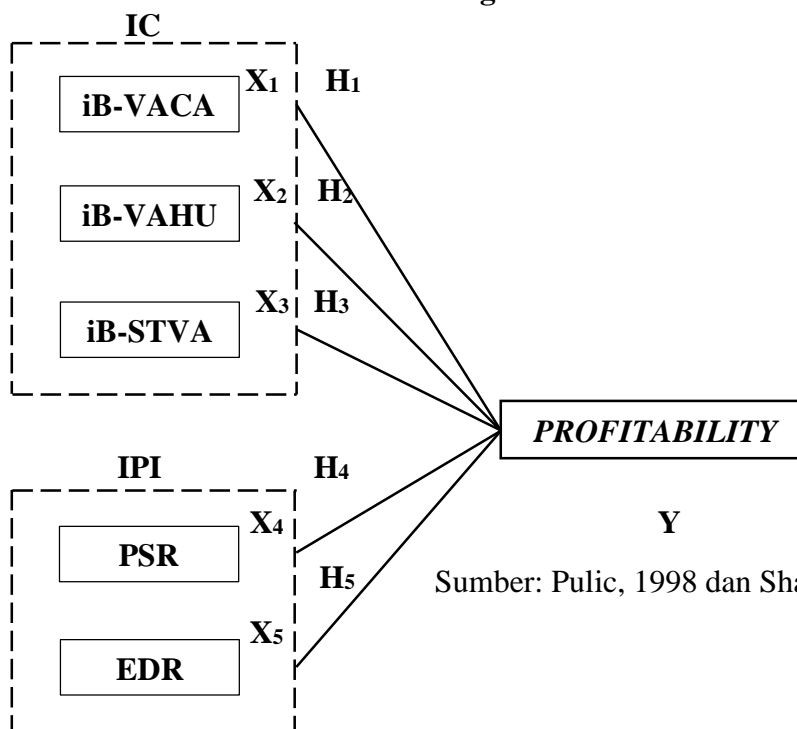 IC
X1 H1
iB-VACA
X2 H2
iB-VAHU
X3 H3
iB-STVA
PROFITABILITY
IPI H4
X4 Y
PSR
H5 Sumber: Pulic, 1998 dan Sha
X5
EDR